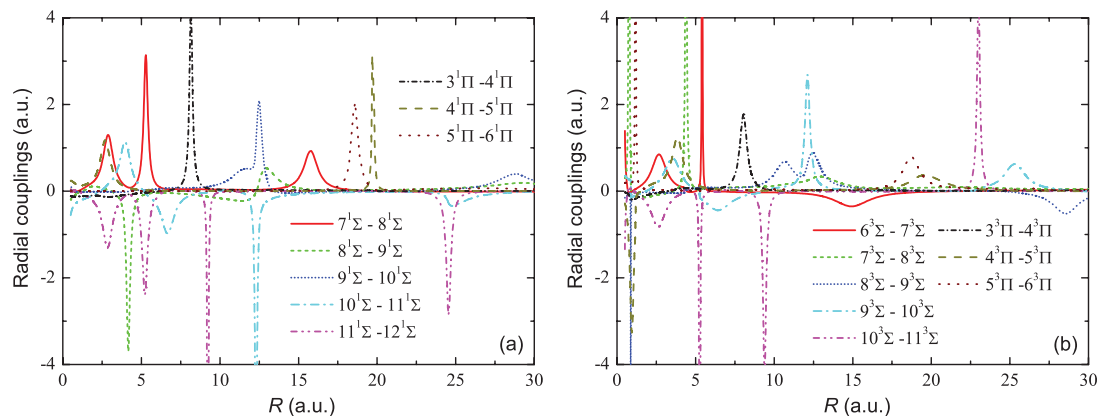 4
2
0
-2
-4
Radial couplings (a.u.)
3¹Π -4¹Π
4¹Π -5¹Π
5¹Π -6¹Π
7¹Σ - 8¹Σ
8¹Σ - 9¹Σ
9¹Σ - 10¹Σ
10¹Σ - 11¹Σ
11¹Σ -12¹Σ
(a)
0 5 10 15 20 25 30
R (a.u.)
4
2
0
-2
-4
Radial couplings (a.u.)
6³Σ - 7³Σ
7³Σ - 8³Σ
8³Σ - 9³Σ
9³Σ - 10³Σ
10³Σ -11³Σ
3³Π -4³Π
4³Π -5³Π
5³Π -6³Π
(b)
0 5 10 15 20 25 30
R (a.u.)